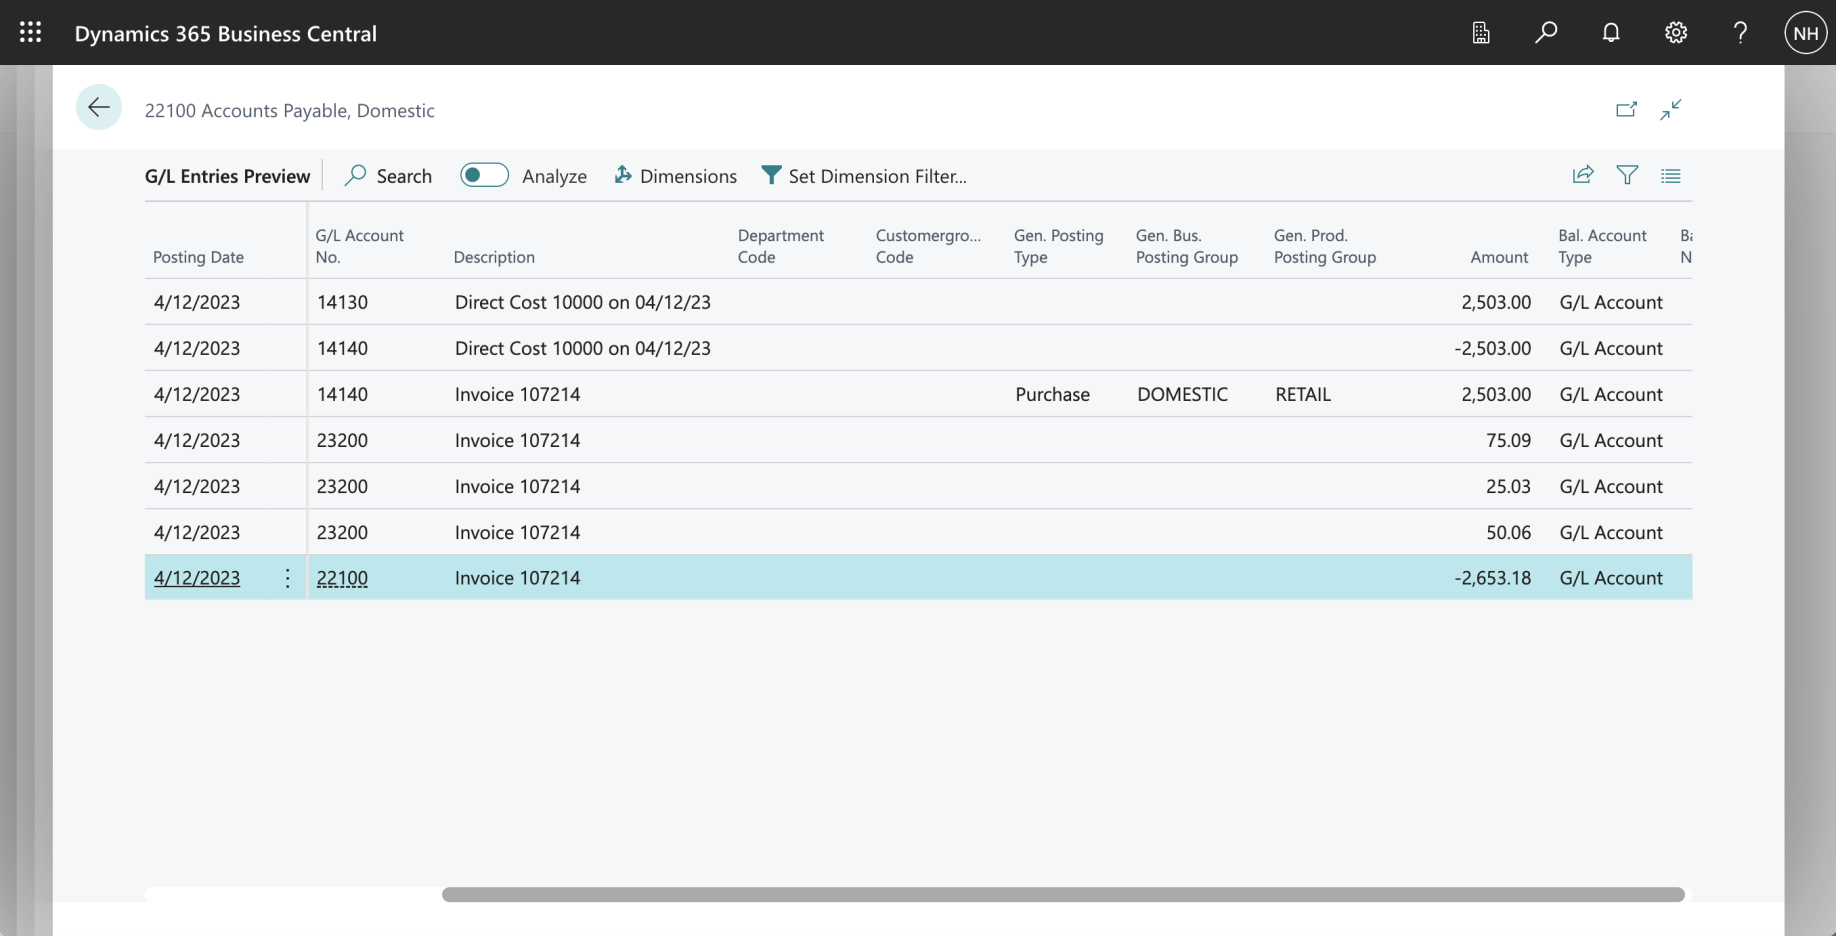 Dynamics 365 Business Central
NH
22100 Accounts Payable, Domestic
G/L Entries Preview Search Analyze Dimensions Set Dimension Filter...
Posting Date G/L Account No. Description Department Code Customergro... Code Gen. Posting Type Gen. Bus. Posting Group Gen. Prod. Posting Group Amount Bal. Account Type
4/12/2023 14130 Direct Cost 10000 on 04/12/23 2,503.00 G/L Account
4/12/2023 14140 Direct Cost 10000 on 04/12/23 -2,503.00 G/L Account
4/12/2023 14140 Invoice 107214 Purchase DOMESTIC RETAIL 2,503.00 G/L Account
4/12/2023 23200 Invoice 107214 75.09 G/L Account
4/12/2023 23200 Invoice 107214 25.03 G/L Account
4/12/2023 23200 Invoice 107214 50.06 G/L Account
4/12/2023 22100 Invoice 107214 -2,653.18 G/L Account